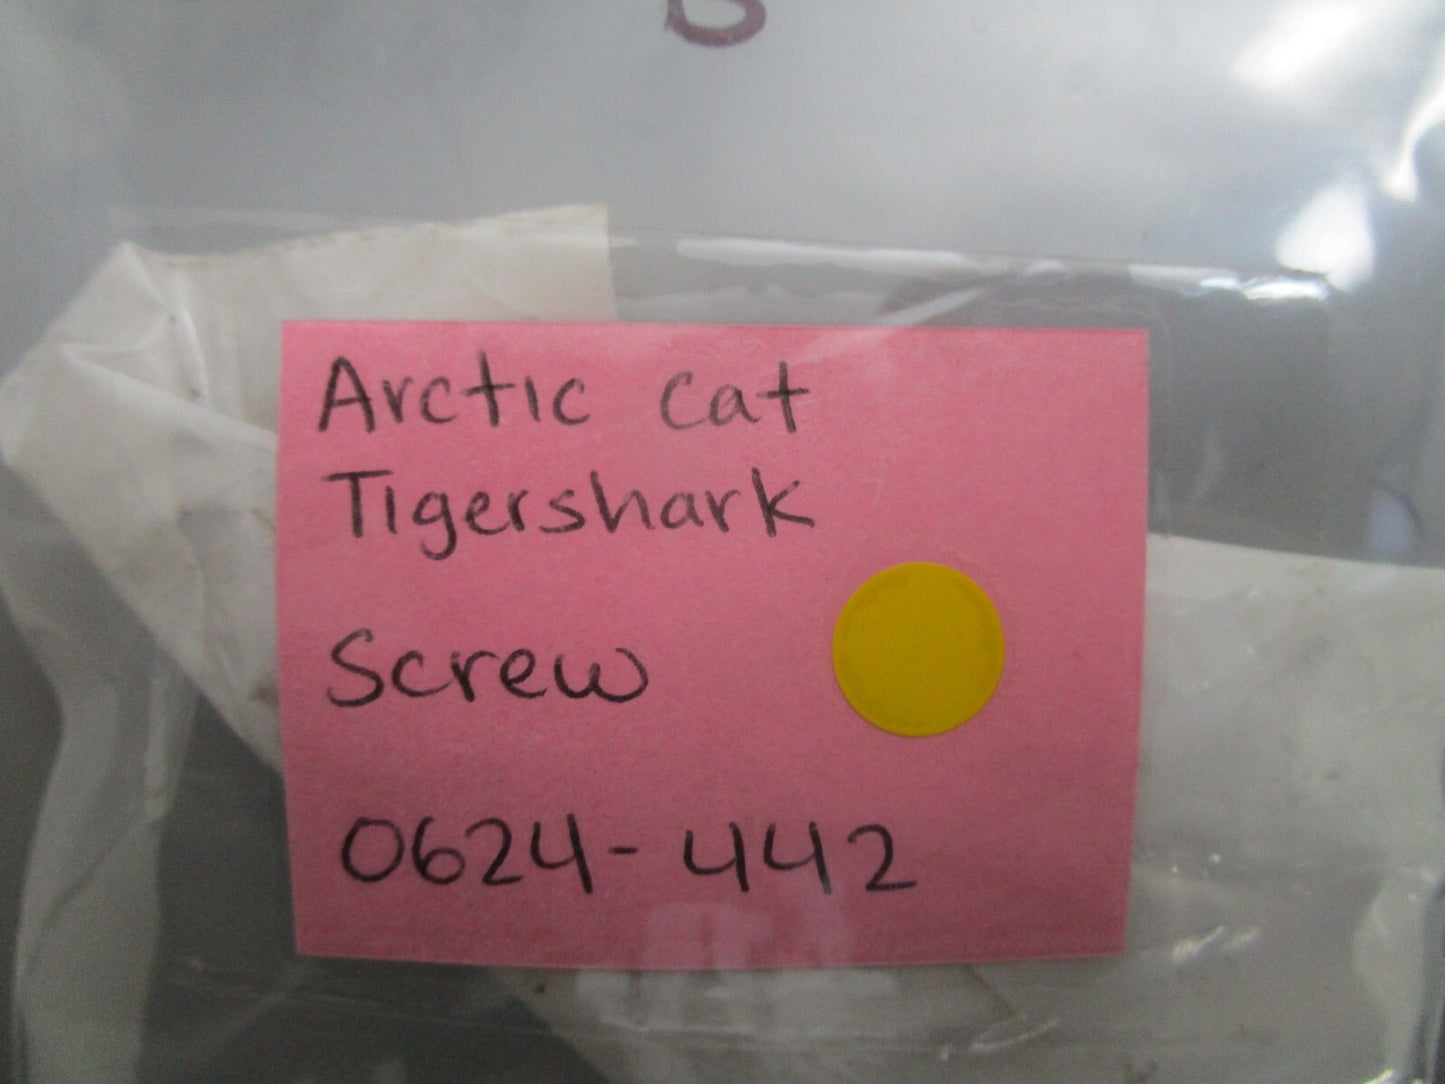 Arctic Cat
Tigershark
Screw
0624-442